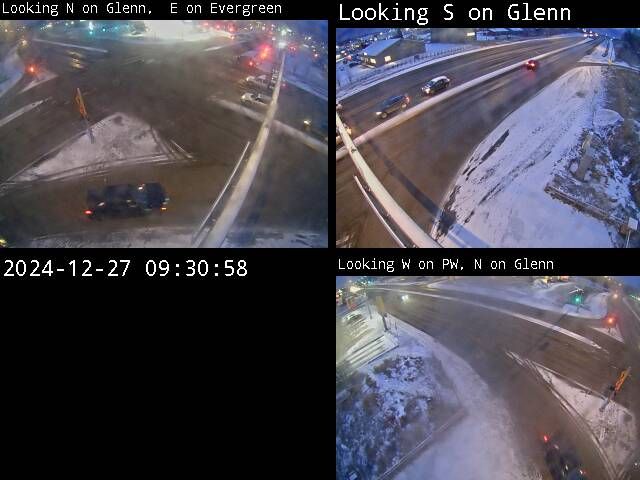 Looking N on Glenn,  E on Evergreen
Looking S on Glenn
2024-12-27 09:30:58
Looking W on PW, N on Glenn